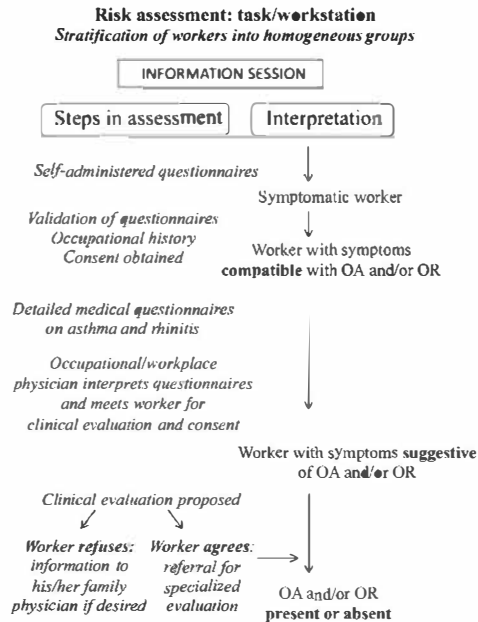 Risk assessment: task/workstation
Stratification of workers into homogeneous groups
INFORMATION SESSION
Steps in assessment
Interpretation
Self-administered questionnaires
Symptomatic worker
Validation of questionnaires
Occupational history
Consent obtained
Worker with symptoms
compatible with OA and/or OR
Detailed medical questionnaires
on asthma and rhinitis
Occupational/workplace
physician interprets questionnaires
and meets worker for
clinical evaluation and consent
Worker with symptoms suggestive
of OA and/or OR
Clinical evaluation proposed
Worker refuses:
information to
his/her family
physician if desired
Worker agrees:
referral for
specialized
evaluation
OA and/or OR
present or absent